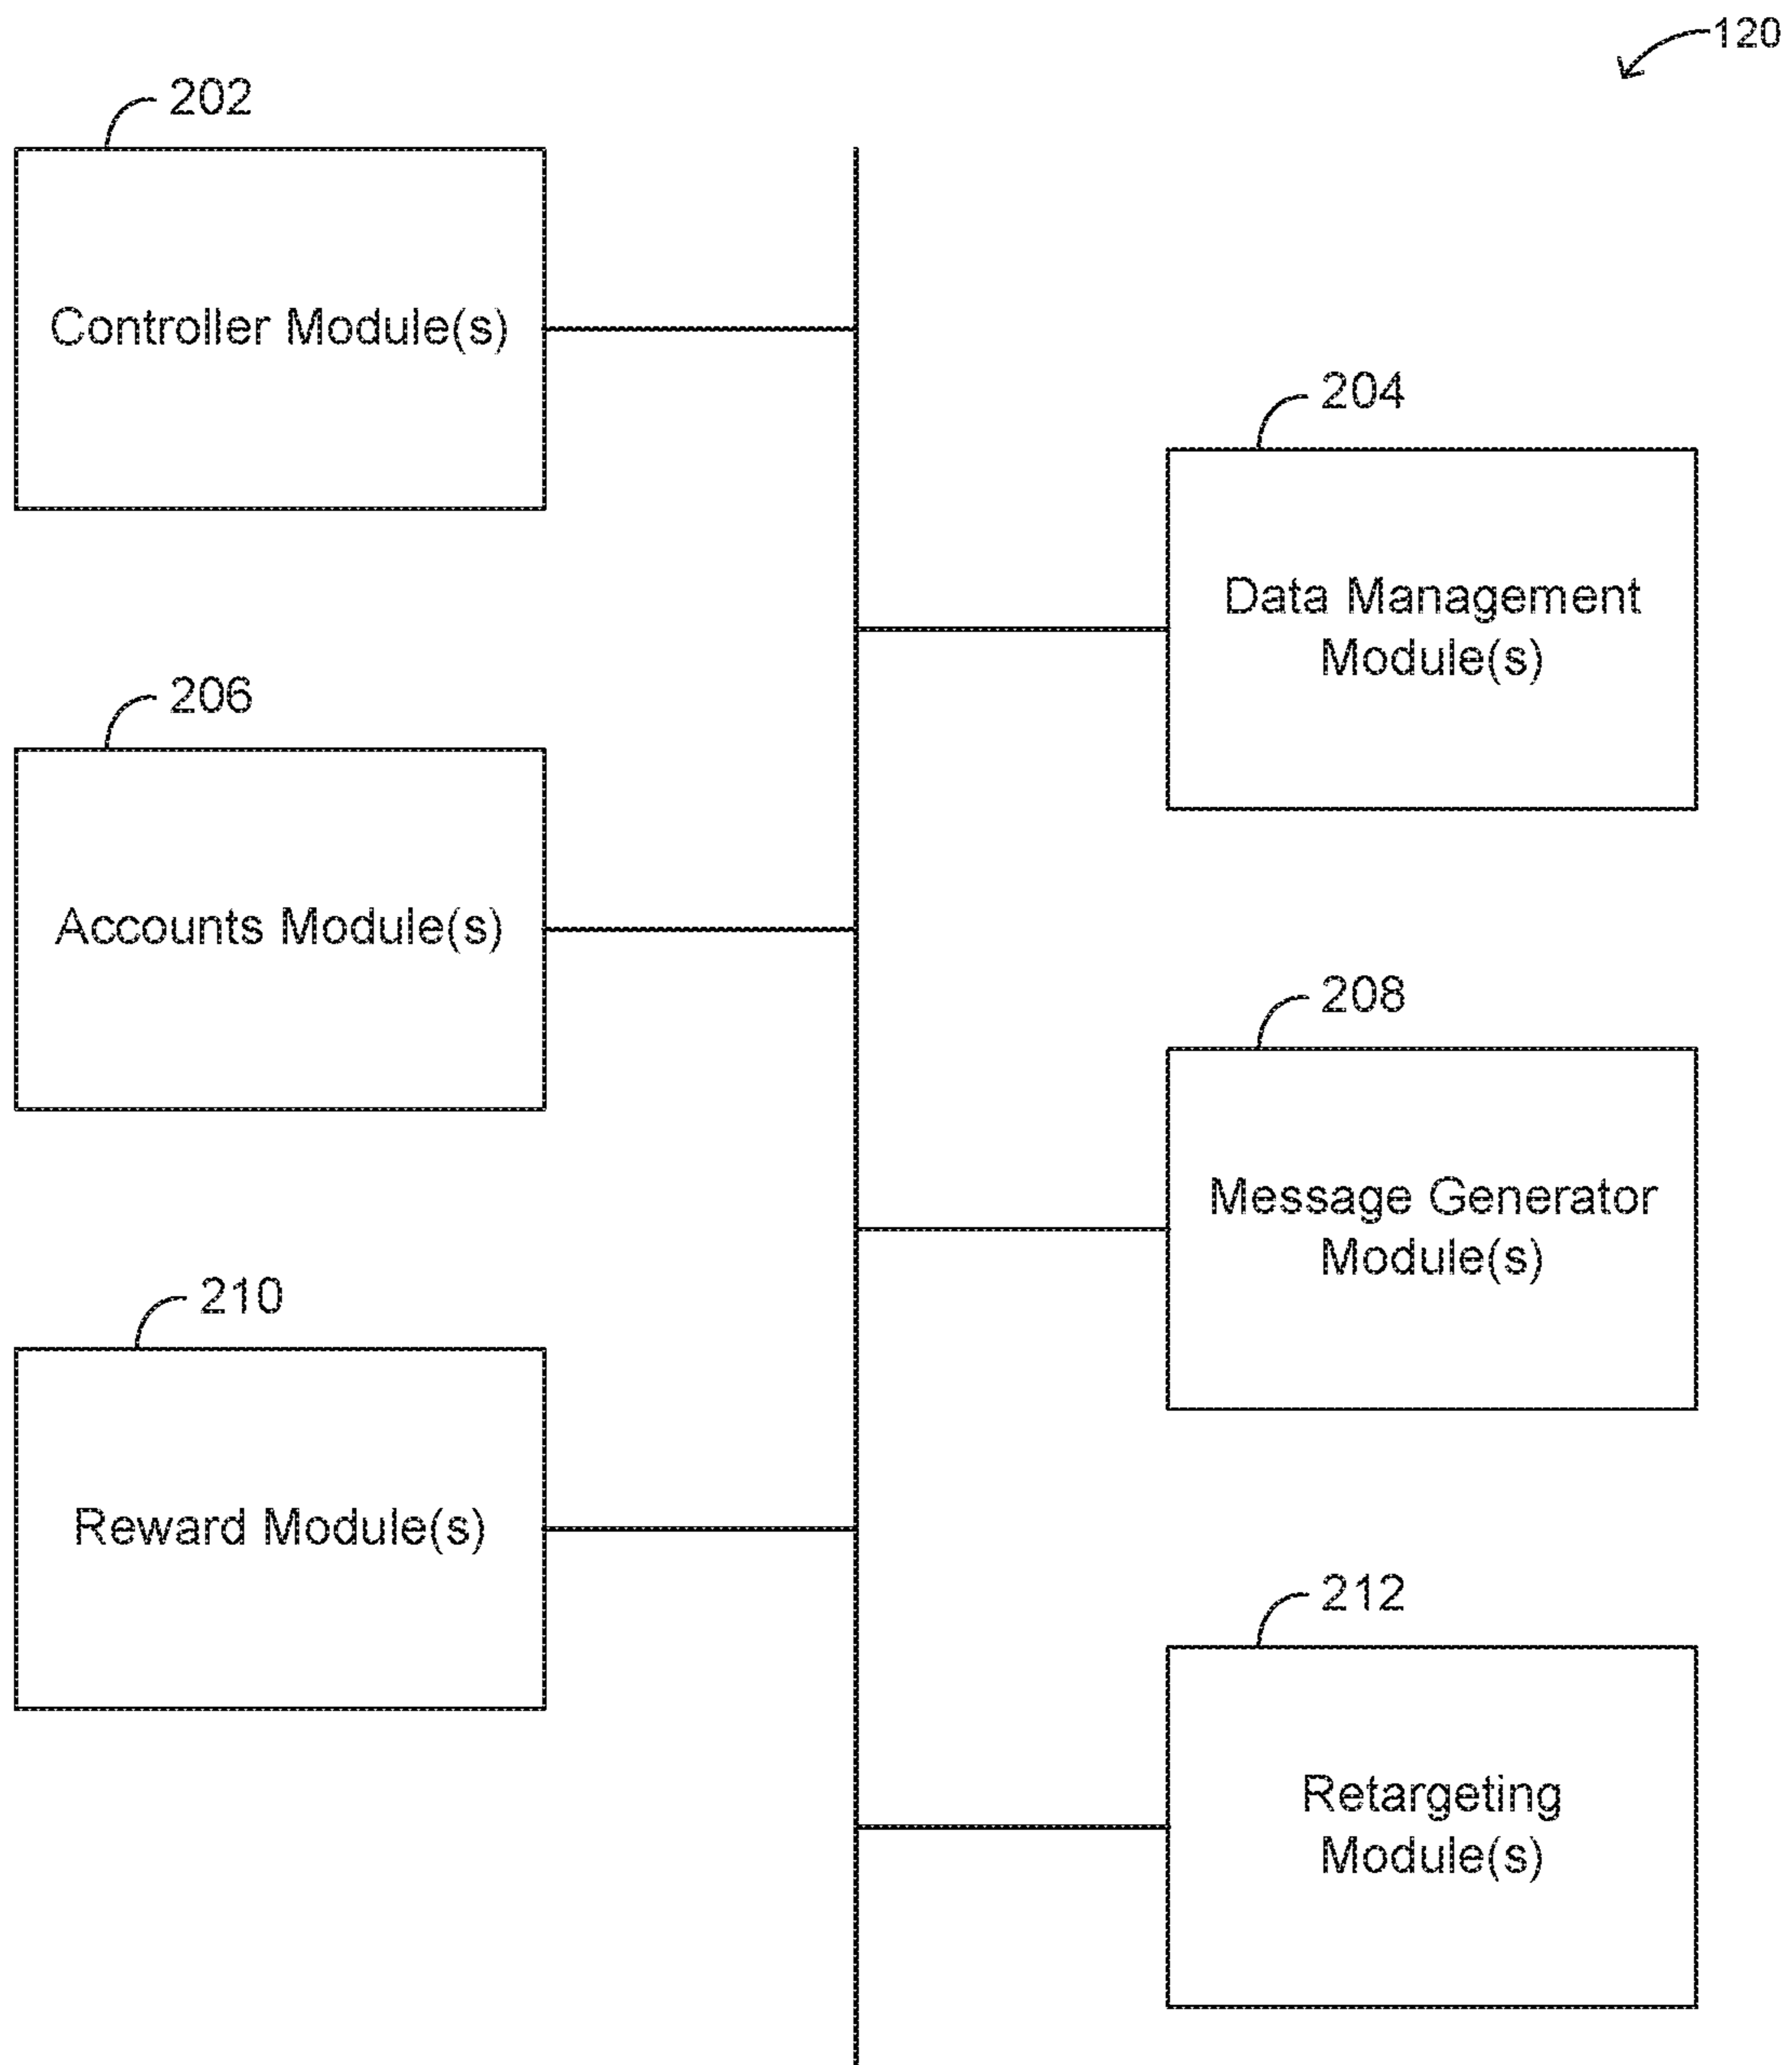 120
202
Controller Module(s)
204
Data Management
Module(s)
206
Accounts Module(s)
208
Message Generator
Module(s)
210
Reward Module(s)
212
Retargeting
Module(s)